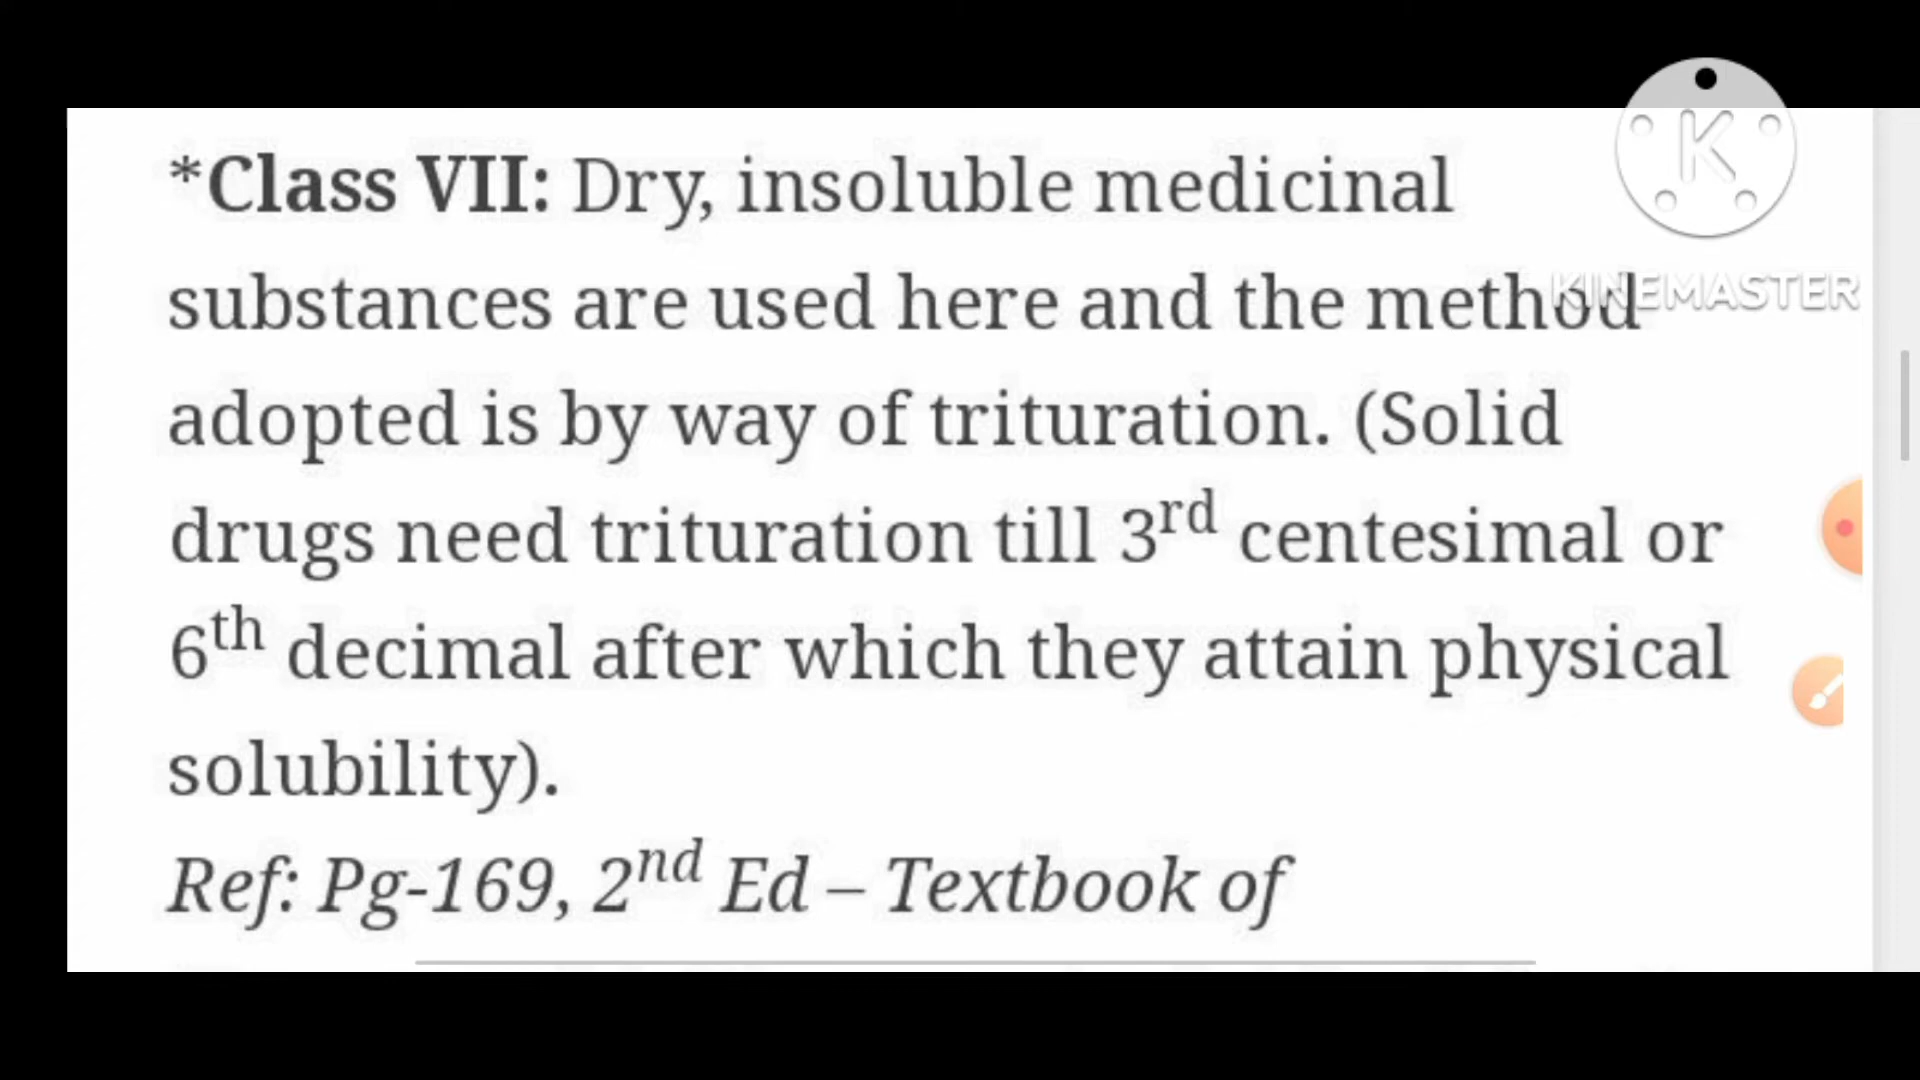 *Class VII: Dry, insoluble medicinal
substances are used here and the method
adopted is by way of trituration. (Solid
drugs need trituration till 3rd centesimal or
6th decimal after which they attain physical
solubility).
Ref: Pg-169, 2nd Ed – Textbook of
K
KINEMASTER